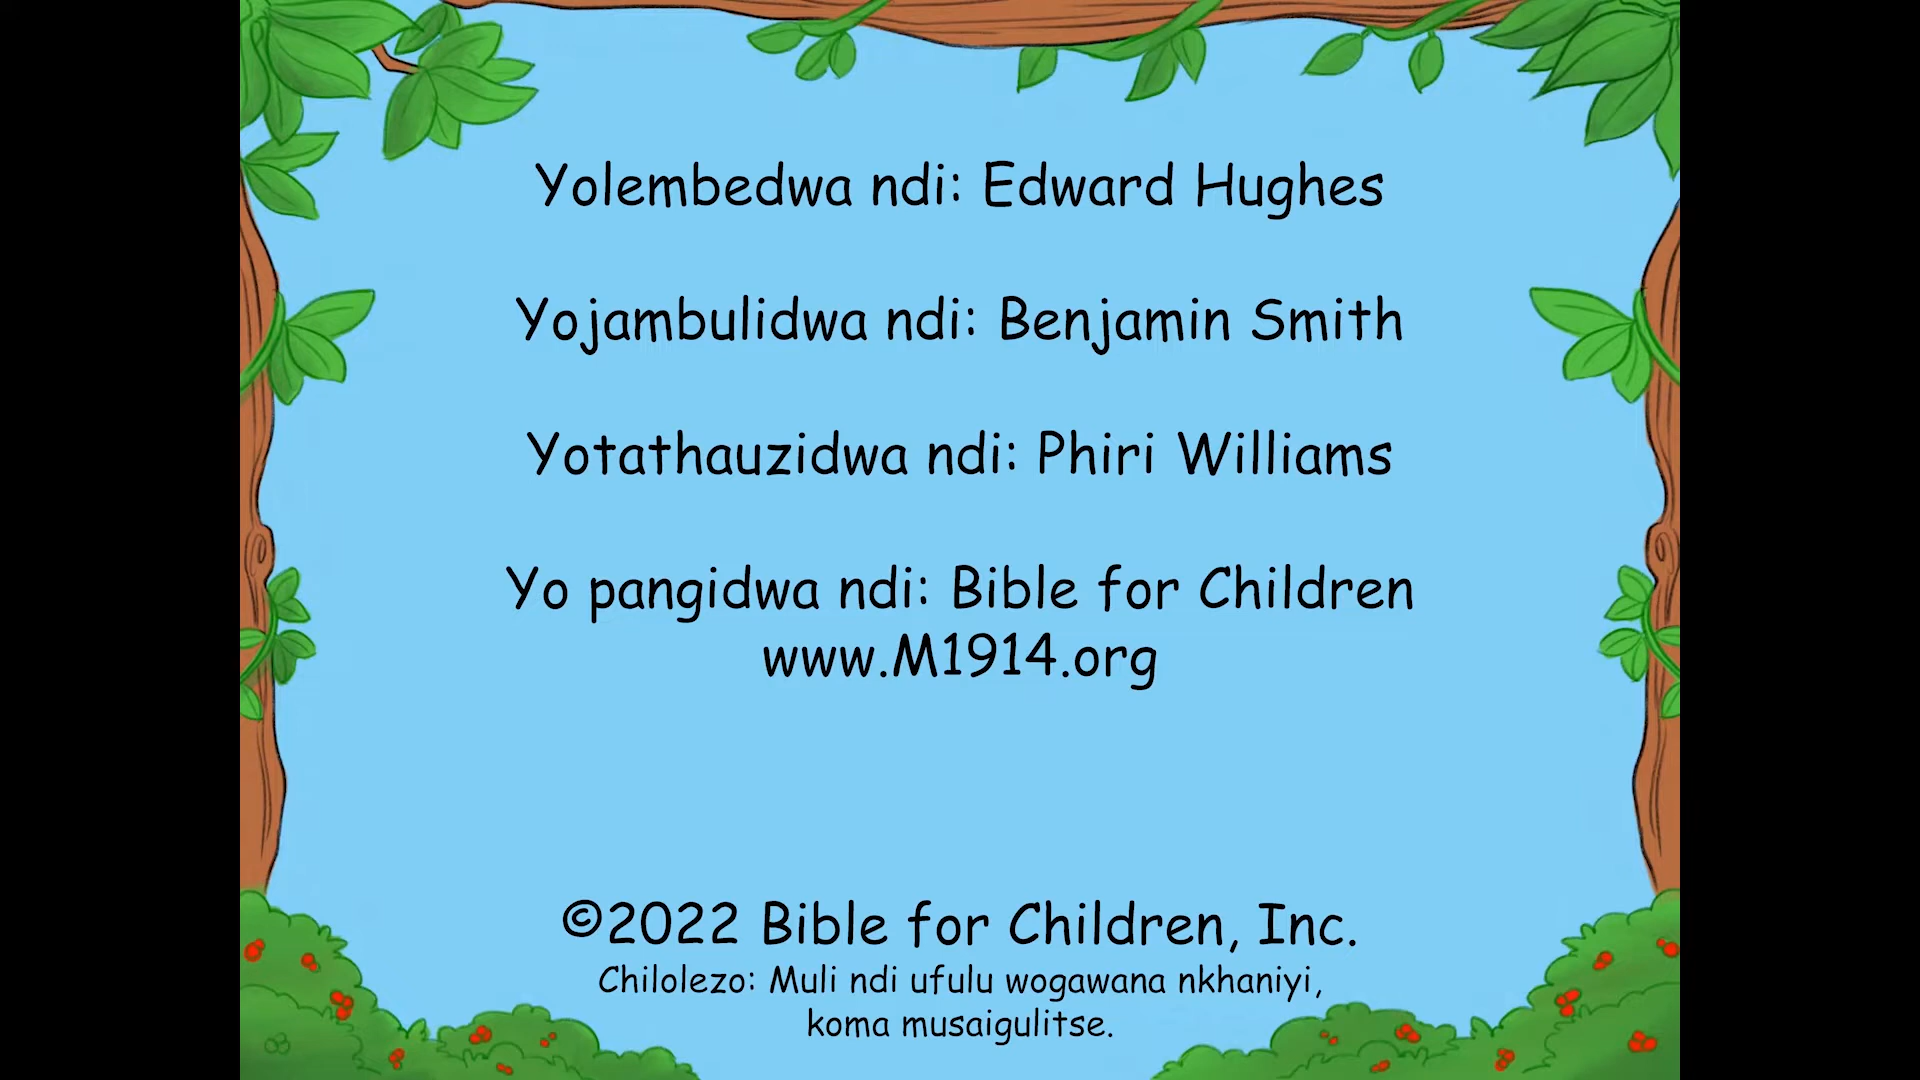 Yolembedwa ndi: Edward Hughes
Yojambulidwa ndi: Benjamin Smith
Yotathauzidwa ndi: Phiri Williams
Yo pangidwa ndi: Bible for Children
www.M1914.org
©2022 Bible for Children, Inc.
Chilolezo: Muli ndi ufulu wogawana nkhaniyi,
koma musaigulitse.